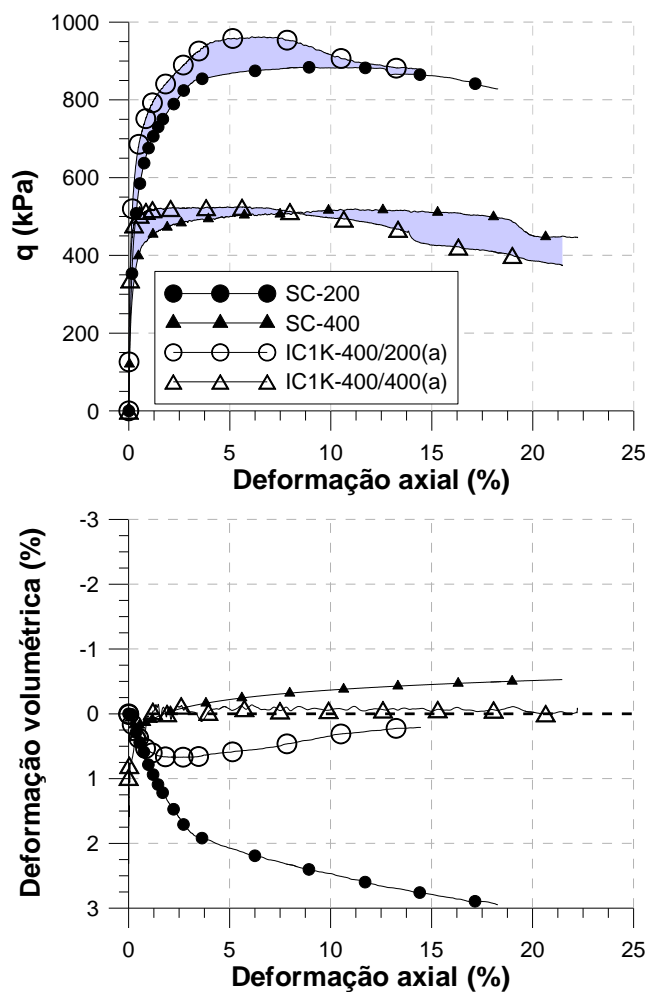 1000
800
600
400
200
0
q (kPa)
SC-200
SC-400
IC1K-400/200(a)
IC1K-400/400(a)
0 5 10 15 20 25
Deformação axial (%)
-3
-2
-1
0
1
2
3
Deformação volumétrica (%)
0 5 10 15 20 25
Deformação axial (%)